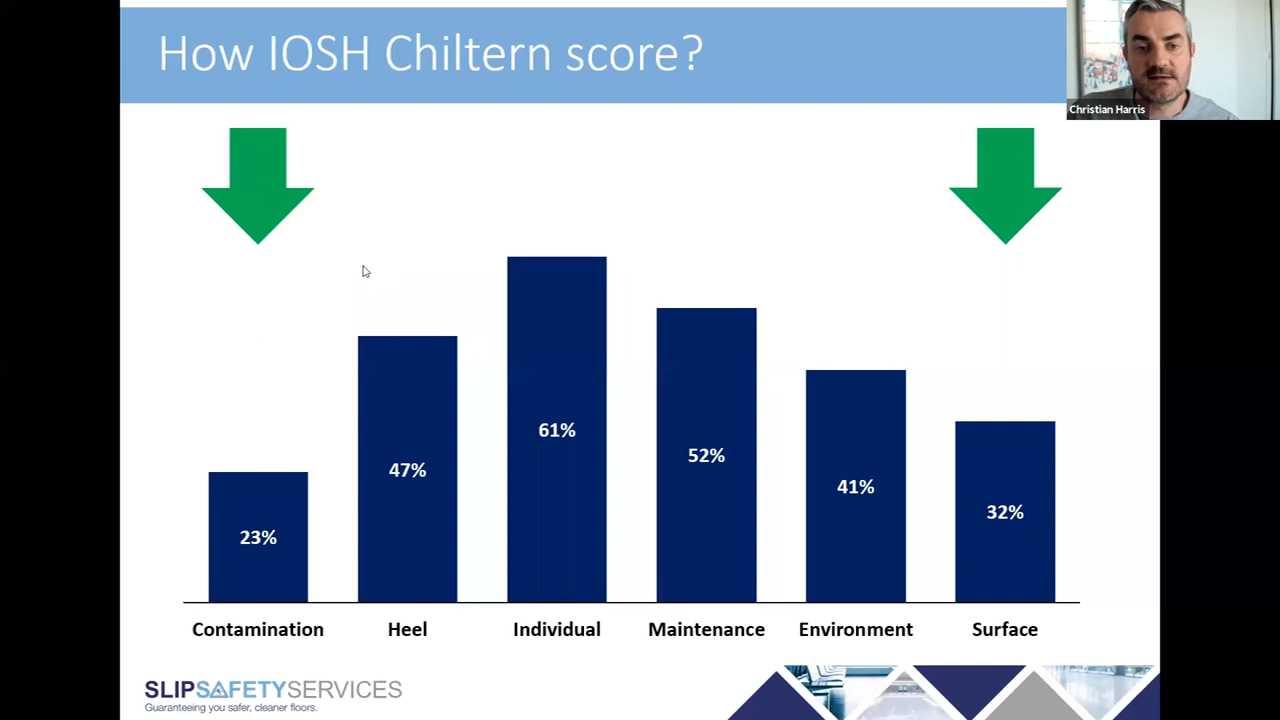 How IOSH Chiltern score?
Christian Harris
23%
47%
61%
52%
41%
32%
Contamination
Heel
Individual
Maintenance
Environment
Surface
SLIPSAFETYSERVICES
Guaranteeing you safer, cleaner floors.